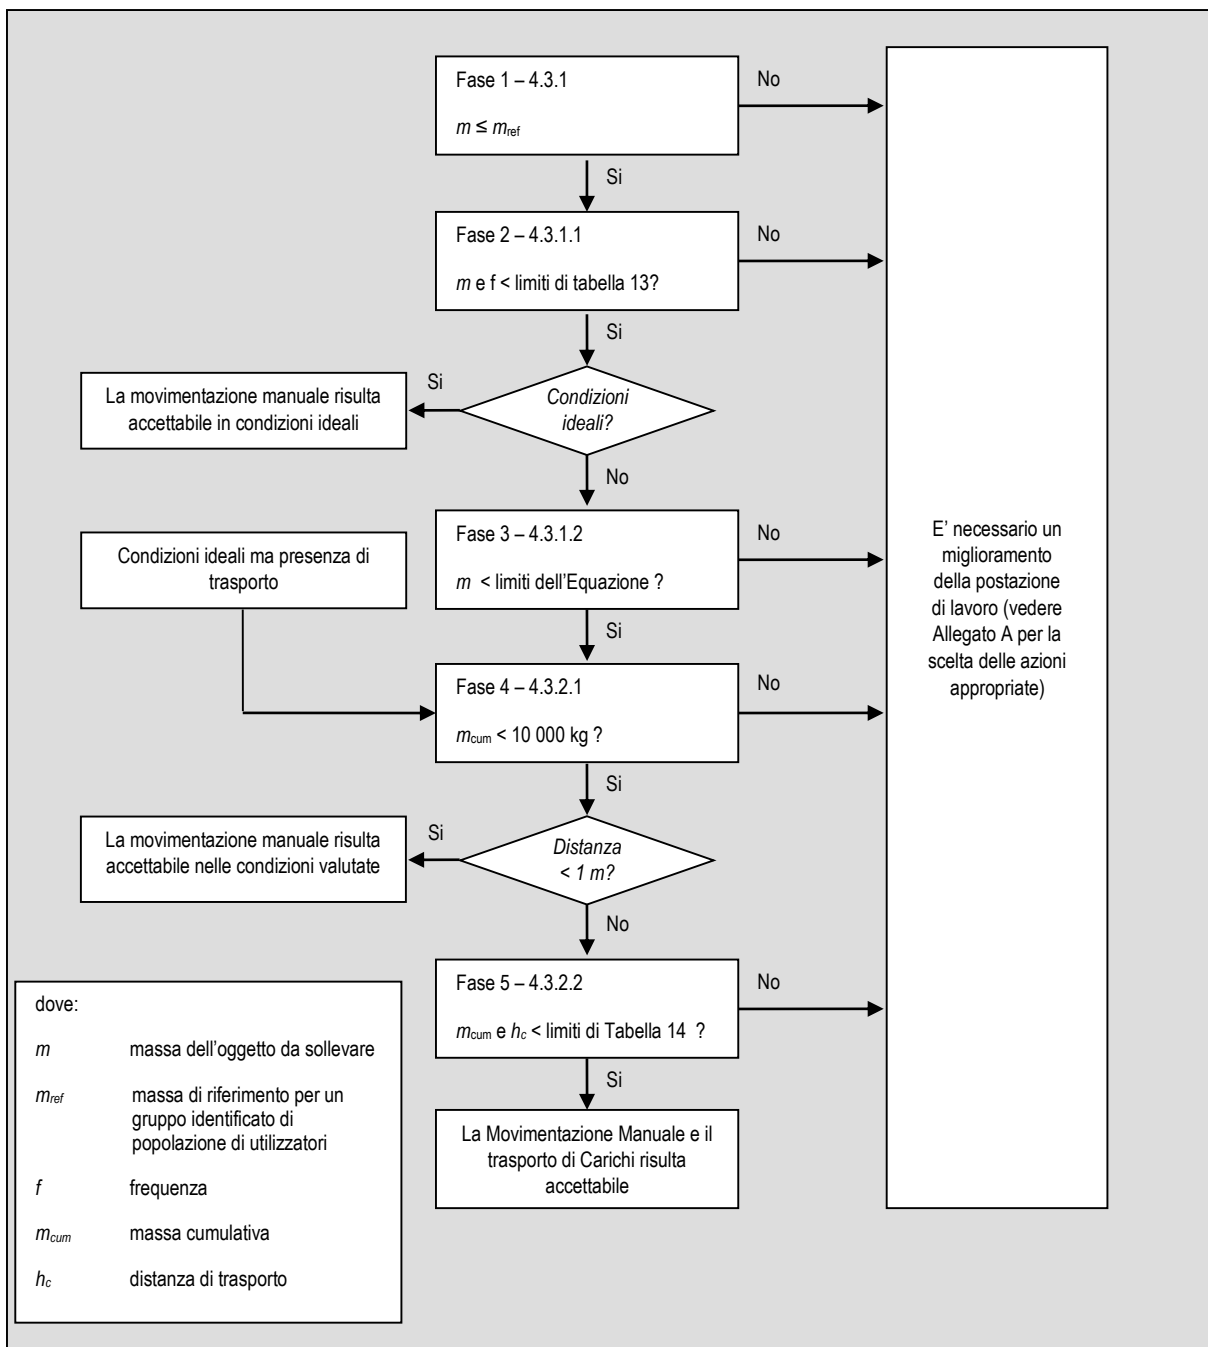 Fase 1 – 4.3.1
m ≤ mref
No
Si
Fase 2 – 4.3.1.1
m e f < limiti di tabella 13?
No
Si
Condizioni
ideali?
Si
La movimentazione manuale risulta
accettabile in condizioni ideali
No
Fase 3 – 4.3.1.2
m < limiti dell'Equazione ?
No
Condizioni ideali ma presenza di
trasporto
Si
Fase 4 – 4.3.2.1
mcum < 10 000 kg ?
No
Si
Distanza
< 1 m?
Si
La movimentazione manuale risulta
accettabile nelle condizioni valutate
No
Fase 5 – 4.3.2.2
mcum e hc < limiti di Tabella 14 ?
No
Si
La Movimentazione Manuale e il
trasporto di Carichi risulta
accettabile
E' necessario un
miglioramento
della postazione
di lavoro (vedere
Allegato A per la
scelta delle azioni
appropriate)
dove:
m massa dell'oggetto da sollevare
mref massa di riferimento per un
gruppo identificato di
popolazione di utilizzatori
f frequenza
mcum massa cumulativa
hc distanza di trasporto